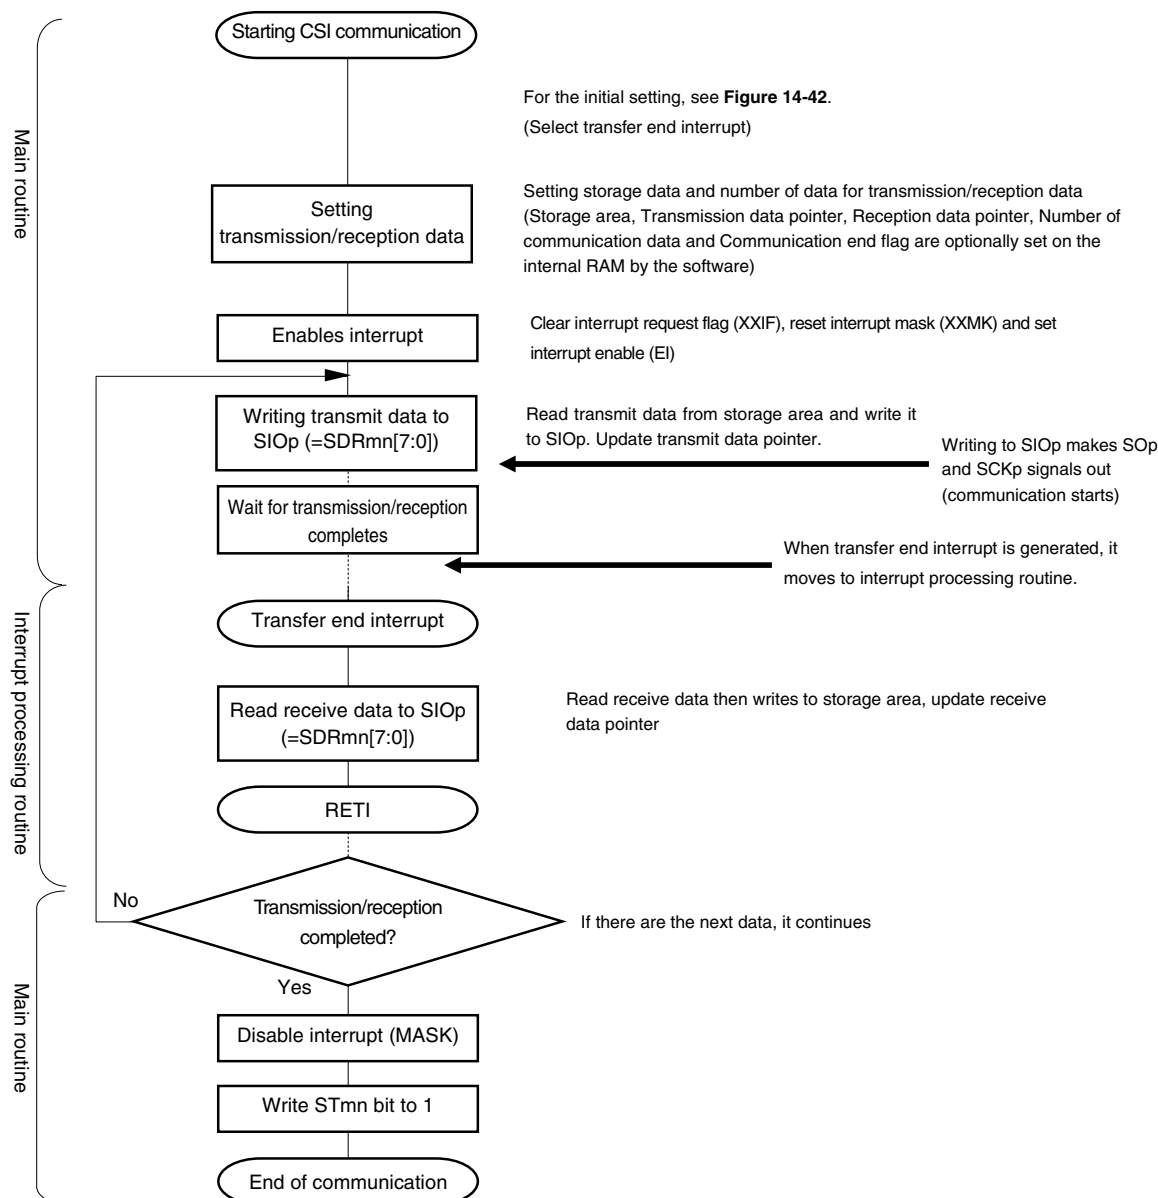 Starting CSI communication
For the initial setting, see Figure 14-42.
(Select transfer end interrupt)
Main routine
Setting
transmission/reception data
Setting storage data and number of data for transmission/reception data
(Storage area, Transmission data pointer, Reception data pointer, Number of
communication data and Communication end flag are optionally set on the
internal RAM by the software)
Enables interrupt
Clear interrupt request flag (XXIF), reset interrupt mask (XXMK) and set
interrupt enable (EI)
Writing transmit data to
SIOp (=SDRmn[7:0])
Read transmit data from storage area and write it
to SIOp. Update transmit data pointer.
Writing to SIOp makes SOp
and SCKp signals out
(communication starts)
Wait for transmission/reception
completes
When transfer end interrupt is generated, it
moves to interrupt processing routine.
Interrupt processing routine
Transfer end interrupt
Read receive data to SIOp
(=SDRmn[7:0])
Read receive data then writes to storage area, update receive
data pointer
RETI
No
Transmission/reception
completed?
If there are the next data, it continues
Yes
Main routine
Disable interrupt (MASK)
Write STmn bit to 1
End of communication